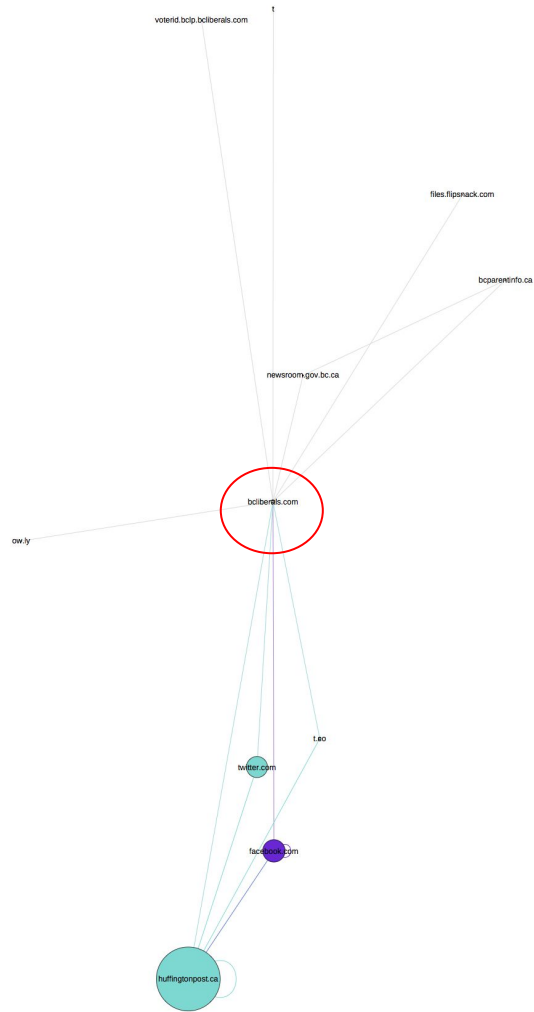 t
voterid.bclp.bcliberals.com
files.flipsnack.com
bcparentinfo.ca
newsroom.gov.bc.ca
bcliberals.com
ow.ly
t.co
twitter.com
facebook.com
huffingtonpost.ca